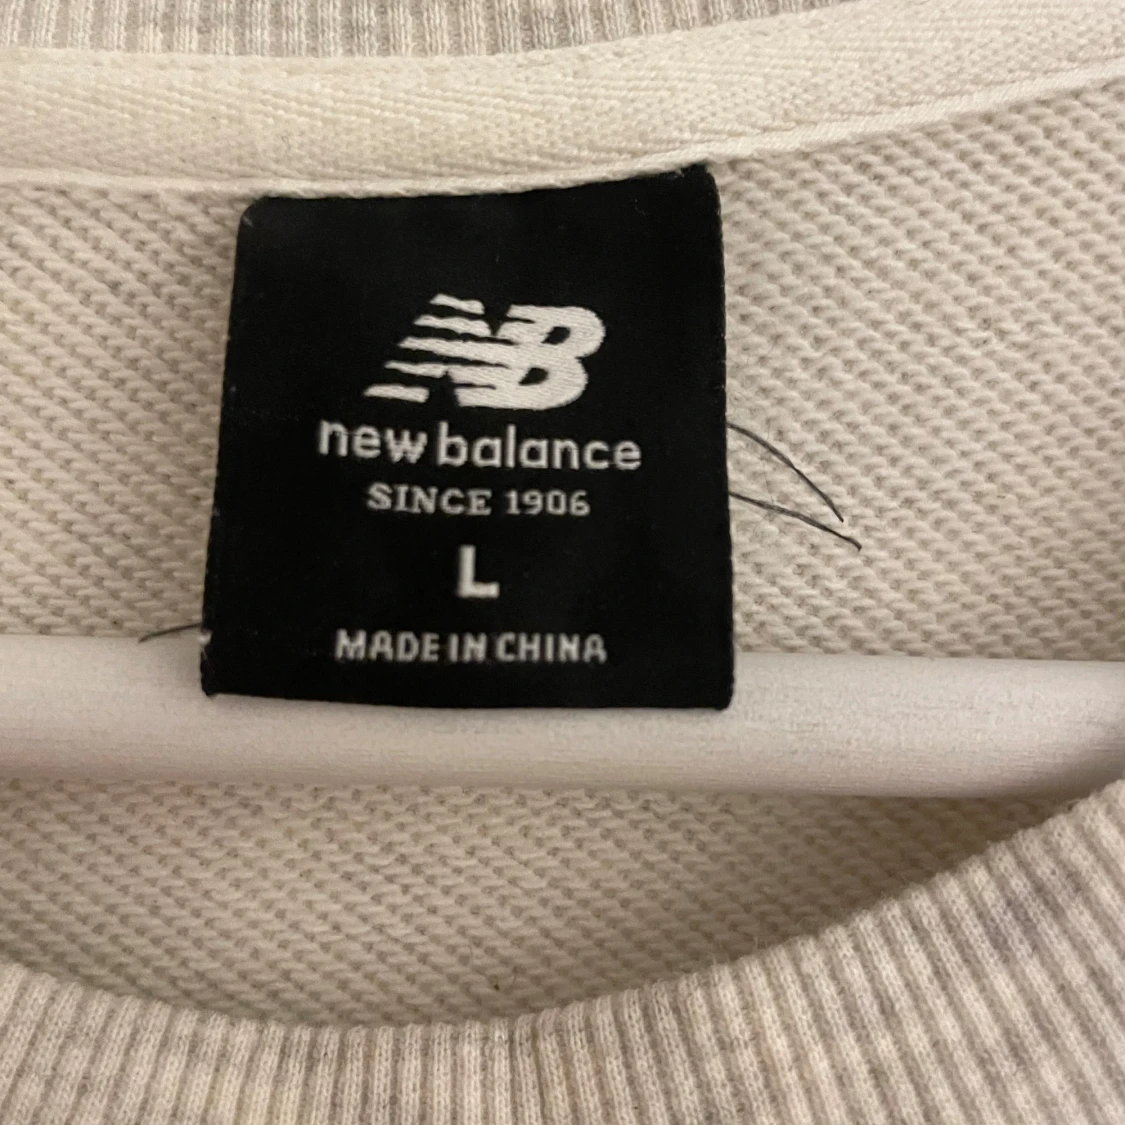 NB
new balance
SINCE 1906
L
MADE IN CHINA